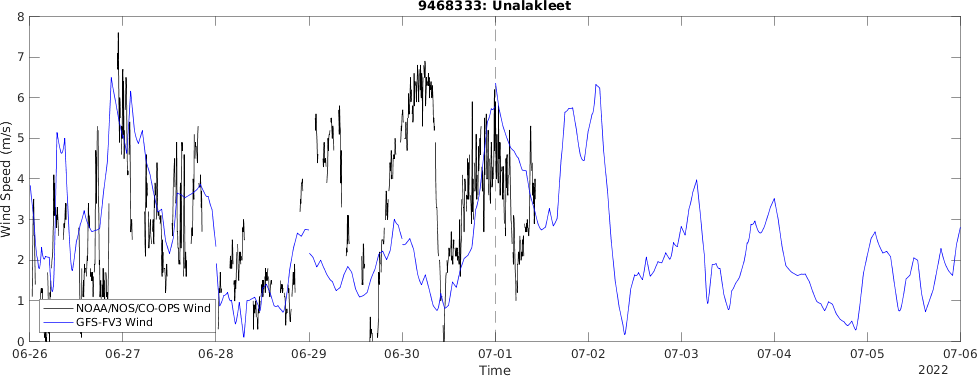 9468333: Unalakleet
8
7
6
5
4
3
2
1
0
Wind Speed (m/s)
NOAA/NOS/CO-OPS Wind
GFS-FV3 Wind
06-26 06-27 06-28 06-29 06-30 07-01 07-02 07-03 07-04 07-05 07-06
Time
2022